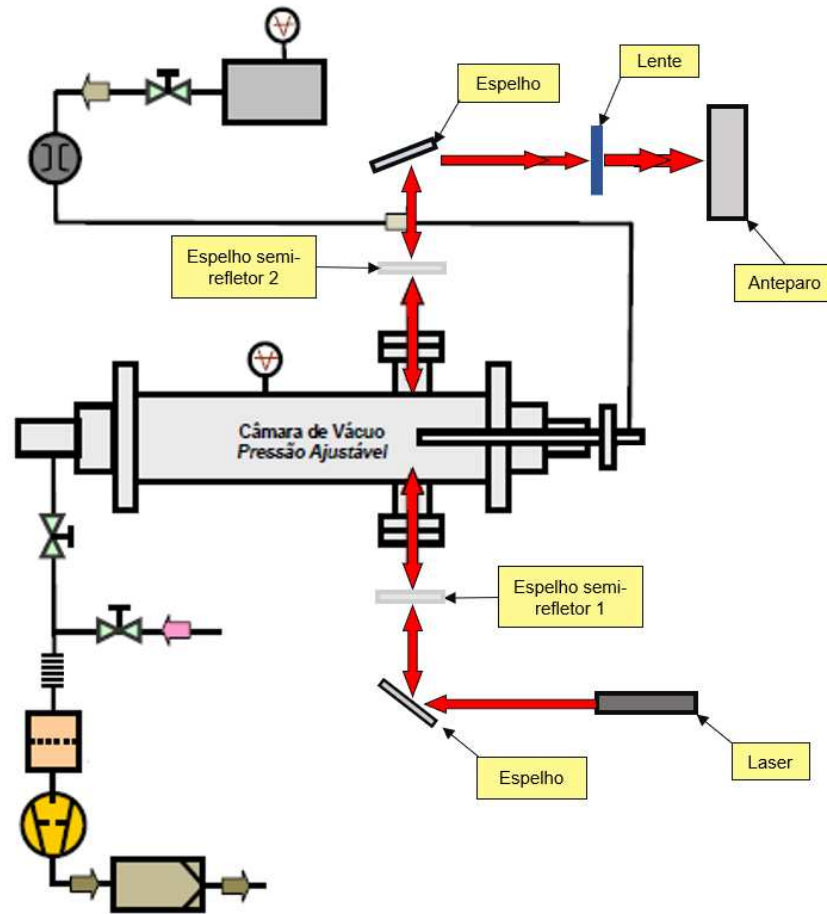 Lente
Espelho
Espelho semi-
refletor 2
Anteparo
Câmara de Vácuo
Pressão Ajustável
Espelho semi-
refletor 1
Espelho
Laser